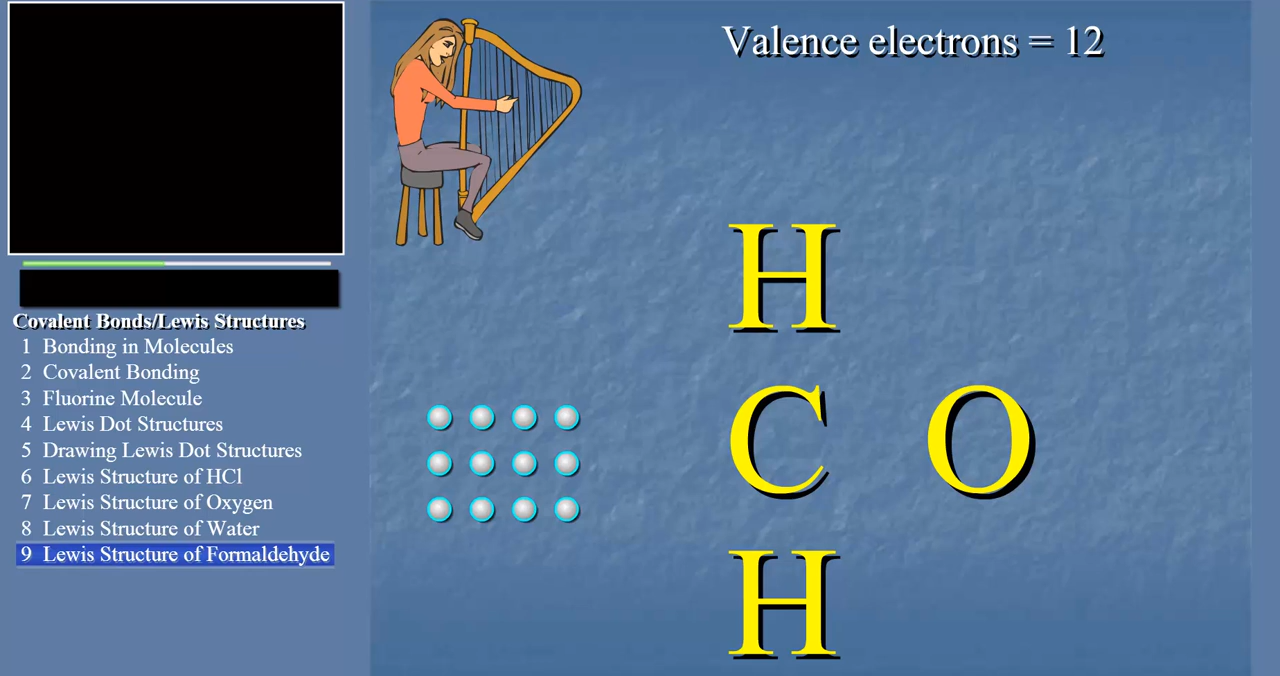 Valence electrons = 12
Covalent Bonds/Lewis Structures
1 Bonding in Molecules
2 Covalent Bonding
3 Fluorine Molecule
4 Lewis Dot Structures
5 Drawing Lewis Dot Structures
6 Lewis Structure of HCl
7 Lewis Structure of Oxygen
8 Lewis Structure of Water
9 Lewis Structure of Formaldehyde
H
C O
H